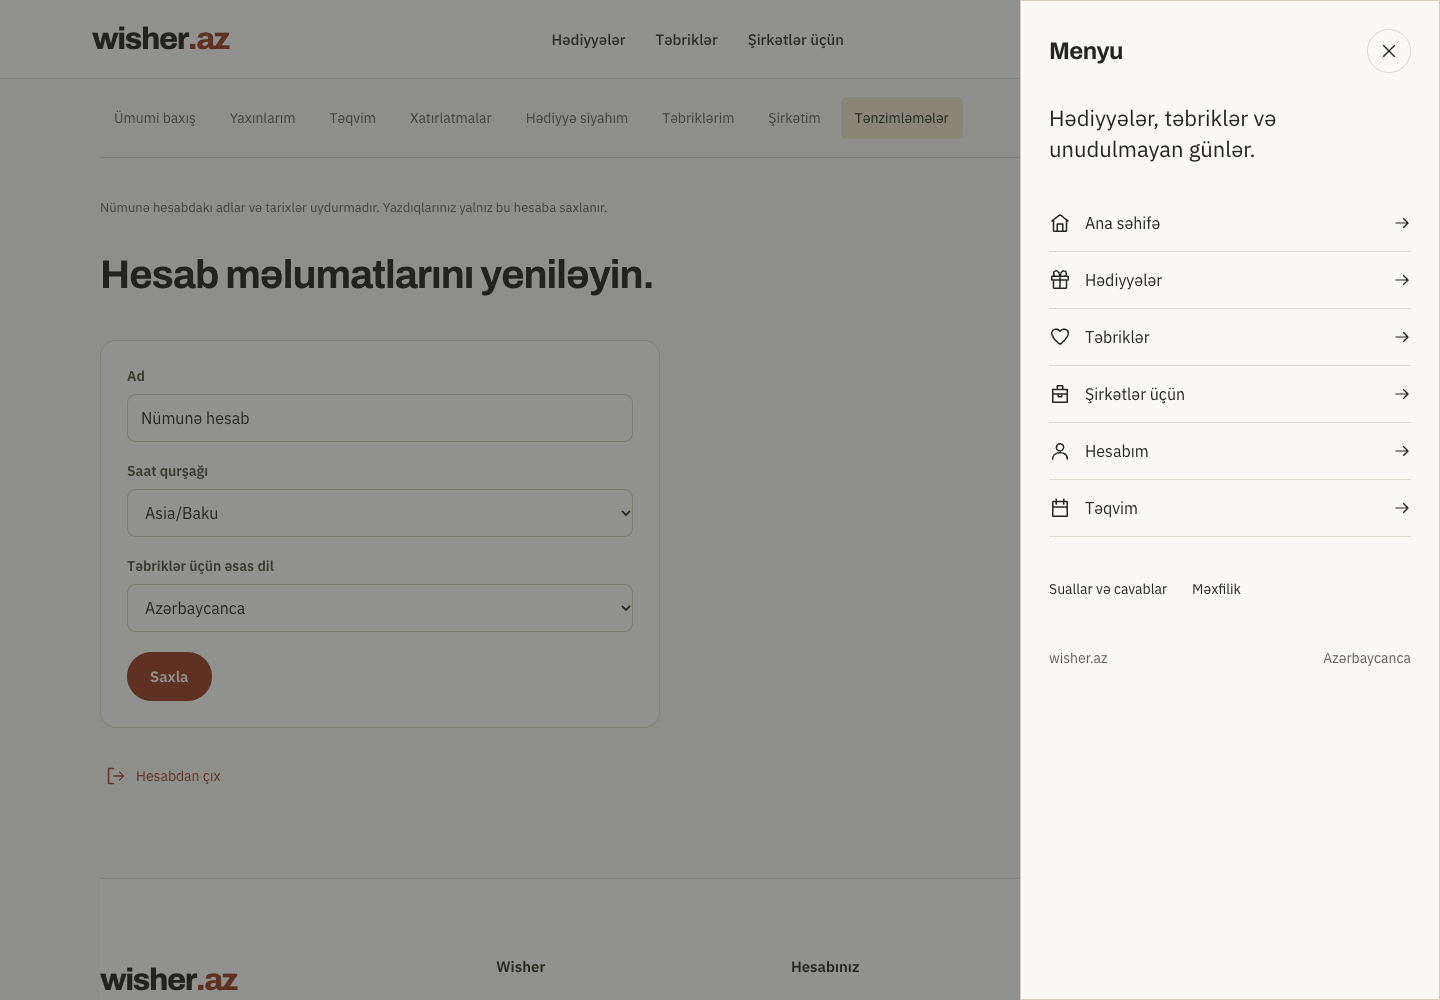 wisher.az
Hədiyyələr
Təbriklər
Şirkətlər üçün
Ümumi baxış
Yaxınlarım
Təqvim
Xatırlatmalar
Hədiyyə siyahım
Təbriklərim
Şirkətim
Tənzimləmələr
Nümunə hesabdakı adlar və tarixlər uydurmadır. Yazdıqlarınız yalnız bu hesaba saxlanır.
Hesab məlumatlarını yeniləyin.
Ad
Nümunə hesab
Saat qurşağı
Asia/Baku
Təbriklər üçün əsas dil
Azərbaycanca
Saxla
Hesabdan çıx
wisher.az
Wisher
Hesabınız
Menyu
Hədiyyələr, təbriklər və
unudulmayan günlər.
Ana səhifə
Hədiyyələr
Təbriklər
Şirkətlər üçün
Hesabım
Təqvim
Suallar və cavablar
Məxfilik
wisher.az
Azərbaycanca